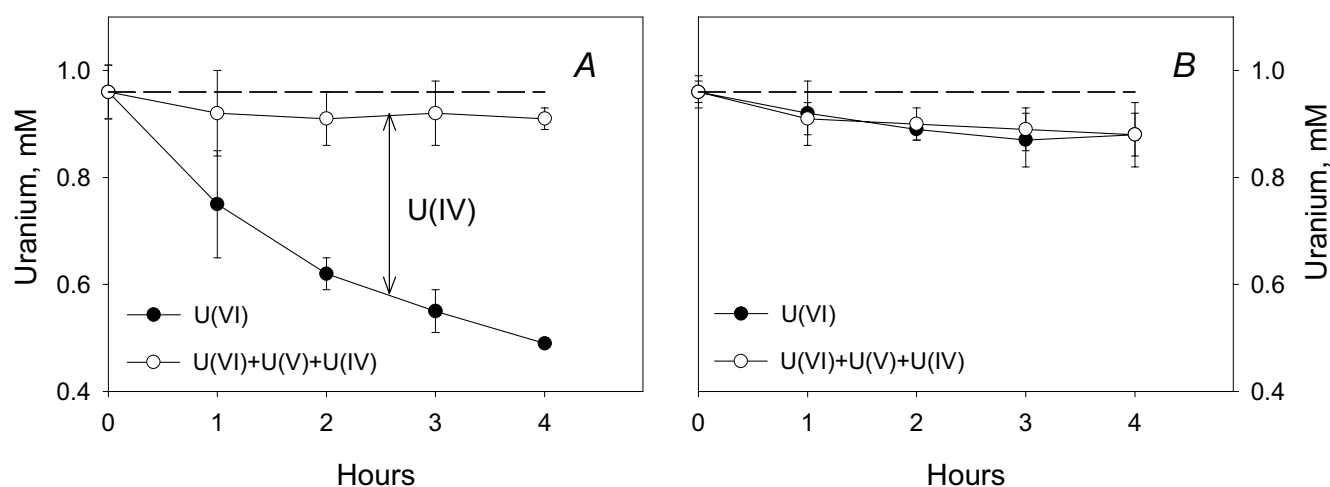 A
1.0
0.8
0.6
0.4
Uranium, mM
U(IV)
U(VI)
U(VI)+U(V)+U(IV)
0 1 2 3 4
Hours
B
1.0
0.8
0.6
0.4
Uranium, mM
U(VI)
U(VI)+U(V)+U(IV)
0 1 2 3 4
Hours